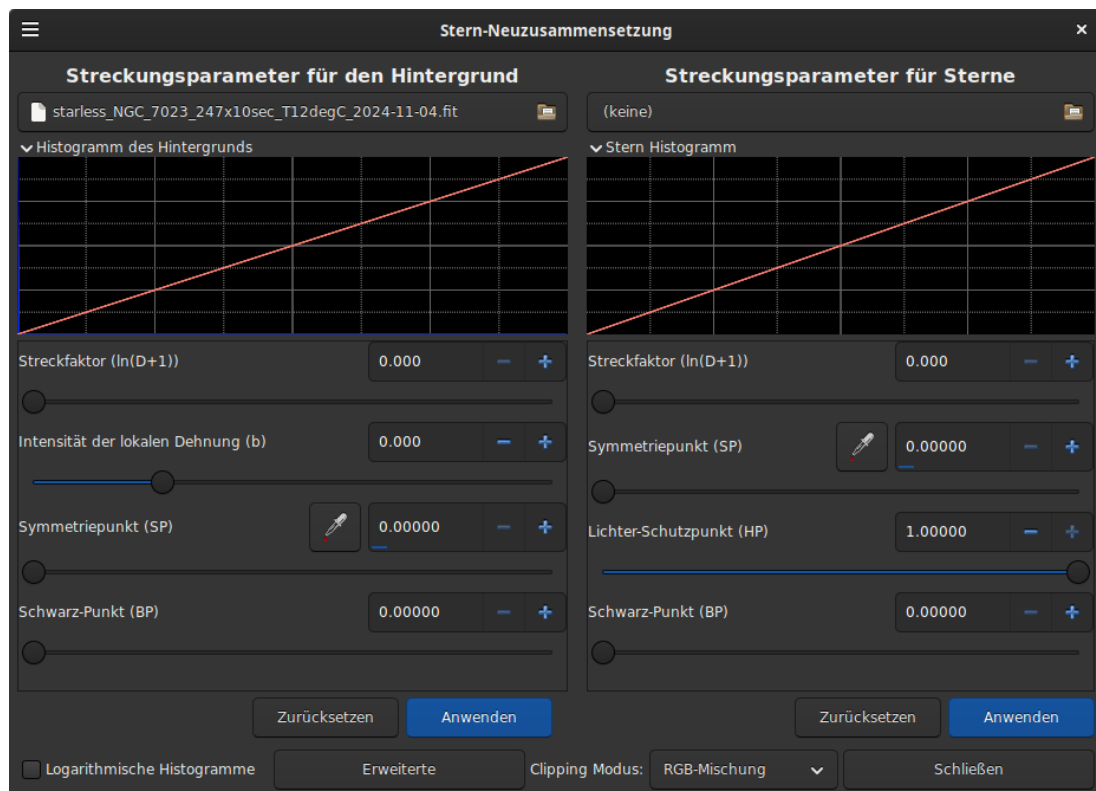 Stern-Neuzusammensetzung
Streckungsparameter für den Hintergrund
starless_NGC_7023_247x10sec_T12degC_2024-11-04.fit
Histogramm des Hintergrunds
Streckfaktor (ln(D+1))
0.000
Intensität der lokalen Dehnung (b)
0.000
Symmetriepunkt (SP)
0.00000
Schwarz-Punkt (BP)
0.00000
Zurücksetzen
Anwenden
Streckungsparameter für Sterne
(keine)
Stern Histogramm
Streckfaktor (ln(D+1))
0.000
Symmetriepunkt (SP)
0.00000
Lichter-Schutzpunkt (HP)
1.00000
Schwarz-Punkt (BP)
0.00000
Zurücksetzen
Anwenden
Logarithmische Histogramme
Erweiterte
Clipping Modus:
RGB-Mischung
Schließen